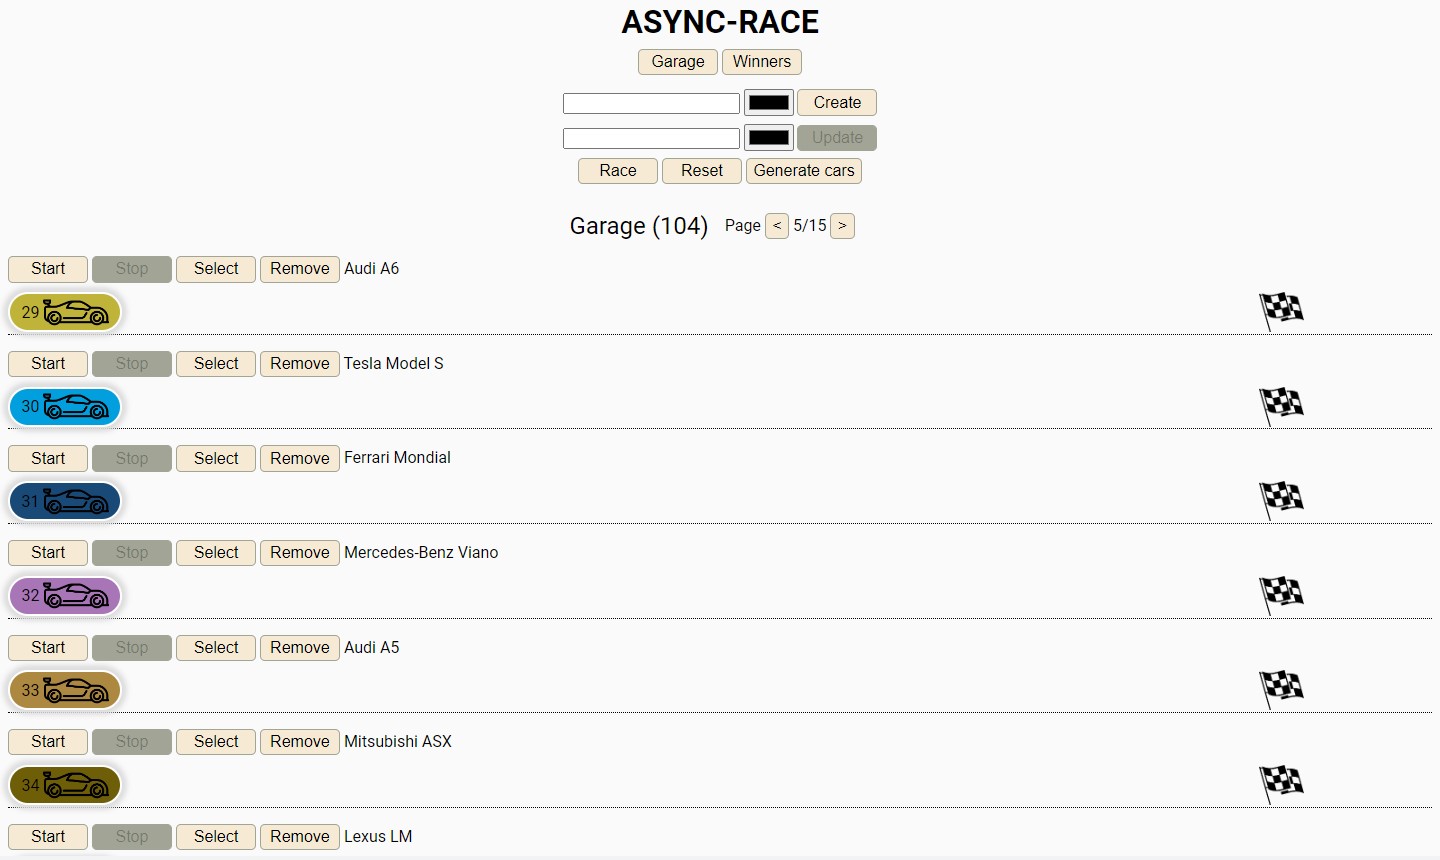 ASYNC-RACE
Garage Winners
Create
Update
Race Reset Generate cars
Garage (104) Page < 5/15 >
Start Stop Select Remove Audi A6
29
Start Stop Select Remove Tesla Model S
30
Start Stop Select Remove Ferrari Mondial
31
Start Stop Select Remove Mercedes-Benz Viano
32
Start Stop Select Remove Audi A5
33
Start Stop Select Remove Mitsubishi ASX
34
Start Stop Select Remove Lexus LM